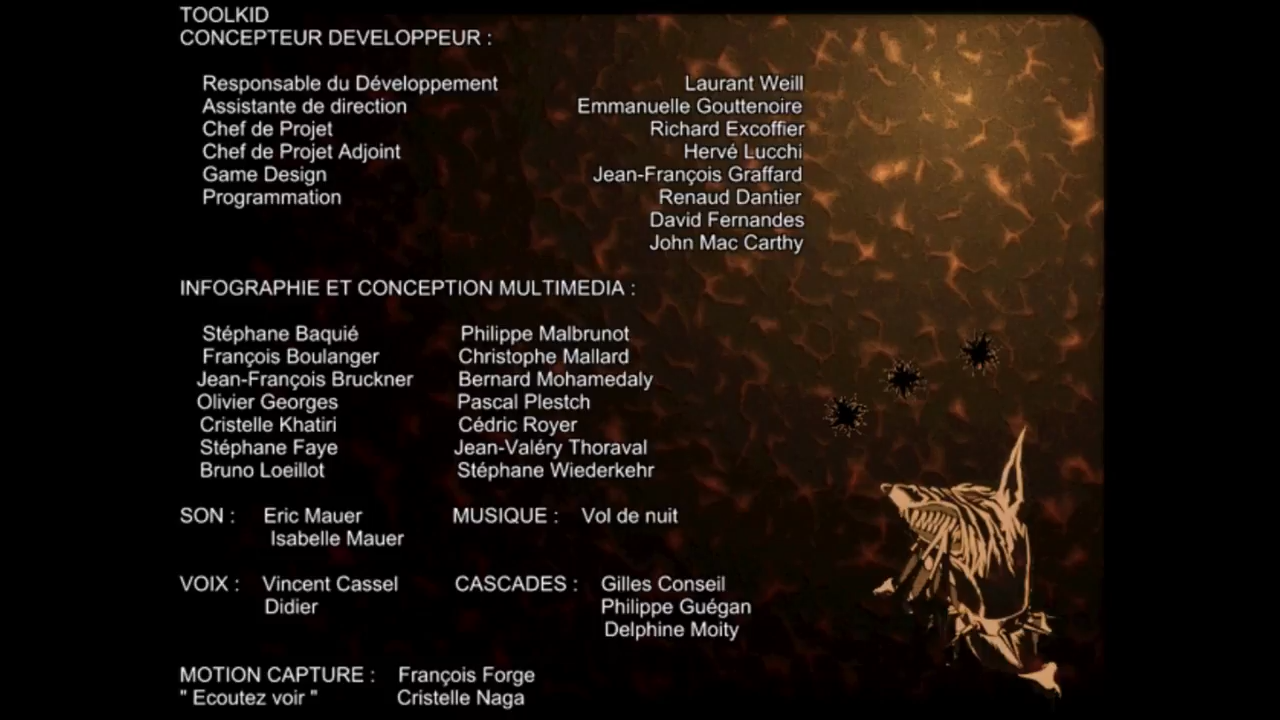 TOOLKID
CONCEPTEUR DEVELOPPEUR :
Responsable du Développement Laurant Weill
Assistante de direction Emmanuelle Gouttenoire
Chef de Projet Richard Excoffier
Chef de Projet Adjoint Hervé Lucchi
Game Design Jean-François Graffard
Programmation Renaud Dantier
David Fernandes
John Mac Carthy
INFOGRAPHIE ET CONCEPTION MULTIMEDIA :
Stéphane Baquié Philippe Malbrunot
François Boulanger Christophe Mallard
Jean-François Bruckner Bernard Mohamedaly
Olivier Georges Pascal Plestch
Cristelle Khatiri Cédric Royer
Stéphane Faye Jean-Valéry Thoraval
Bruno Loeillot Stéphane Wiederkehr
SON : Eric Mauer MUSIQUE : Vol de nuit
Isabelle Mauer
VOIX : Vincent Cassel CASCADES : Gilles Conseil
Didier Philippe Guégan
Delphine Moity
MOTION CAPTURE : François Forge
" Ecoutez voir " Cristelle Naga